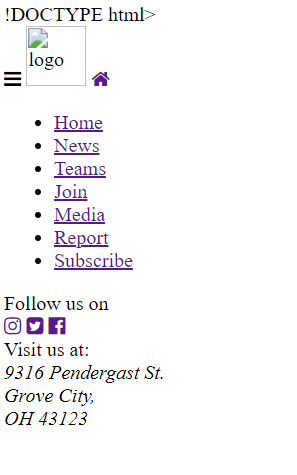 !DOCTYPE html>
logo
Home
News
Teams
Join
Media
Report
Subscribe
Follow us on
Visit us at:
9316 Pendergast St.
Grove City,
OH 43123